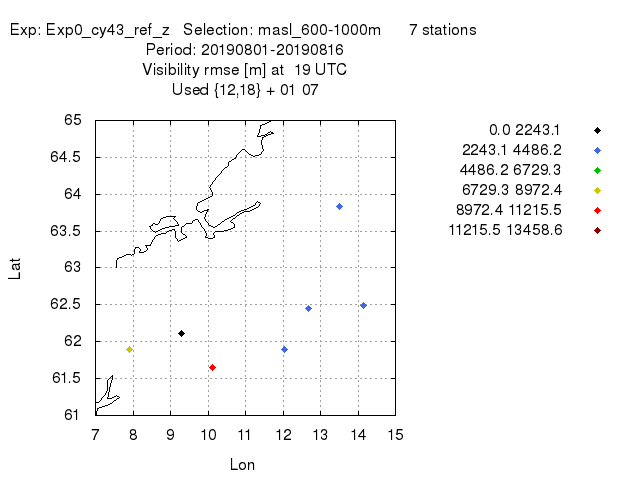 Exp: Exp0_cy43_ref_z Selection: masl_600-1000m 7 stations
Period: 20190801-20190816
Visibility rmse [m] at 19 UTC
Used {12,18} + 01 07
65
64.5
64
63.5
63
62.5
62
61.5
61
Lat
7 8 9 10 11 12 13 14 15
Lon
0.0 2243.1
2243.1 4486.2
4486.2 6729.3
6729.3 8972.4
8972.4 11215.5
11215.5 13458.6